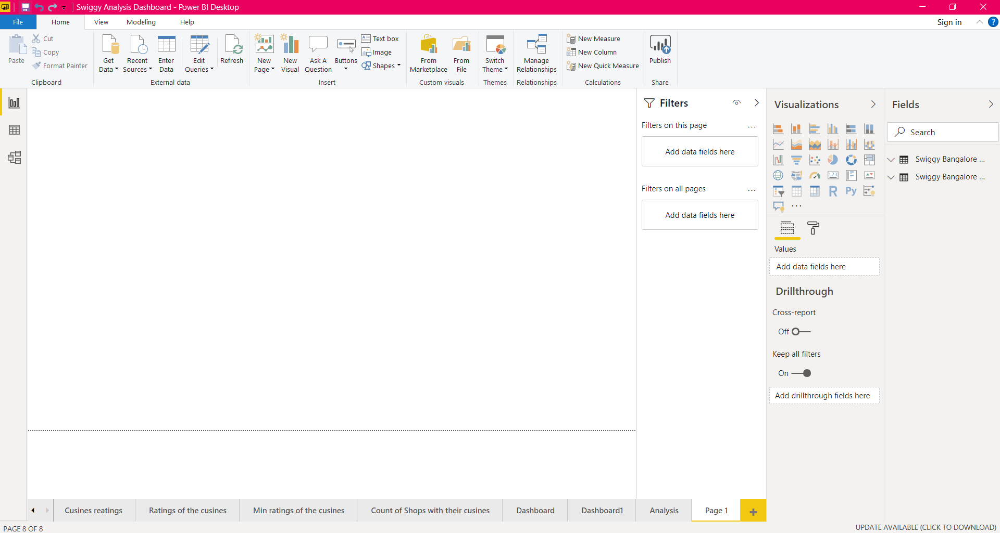 Swiggy Analysis Dashboard - Power BI Desktop
File Home View Modeling Help Sign in ?
Paste
Cut
Copy
Format Painter
Clipboard
Get Data
Recent Sources
Enter Data
External data
Edit Queries
Refresh
New Page
New Visual
Ask A Question
Buttons
Text box
Image
Shapes
Insert
From Marketplace
From File
Custom visuals
Switch Theme
Themes
Manage Relationships
Relationships
New Measure
New Column
New Quick Measure
Calculations
Publish
Share
Filters
Filters on this page ...
Add data fields here
Filters on all pages ...
Add data fields here
Visualizations
123
R Py
...
Values
Add data fields here
Drillthrough
Cross-report
Off
Keep all filters
On
Add drillthrough fields here
Fields
Search
Swiggy Bangalore ...
Swiggy Bangalore ...
Cusines reatings
Ratings of the cusines
Min ratings of the cusines
Count of Shops with their cusines
Dashboard
Dashboard1
Analysis
Page 1
+
PAGE 8 OF 8
UPDATE AVAILABLE (CLICK TO DOWNLOAD)